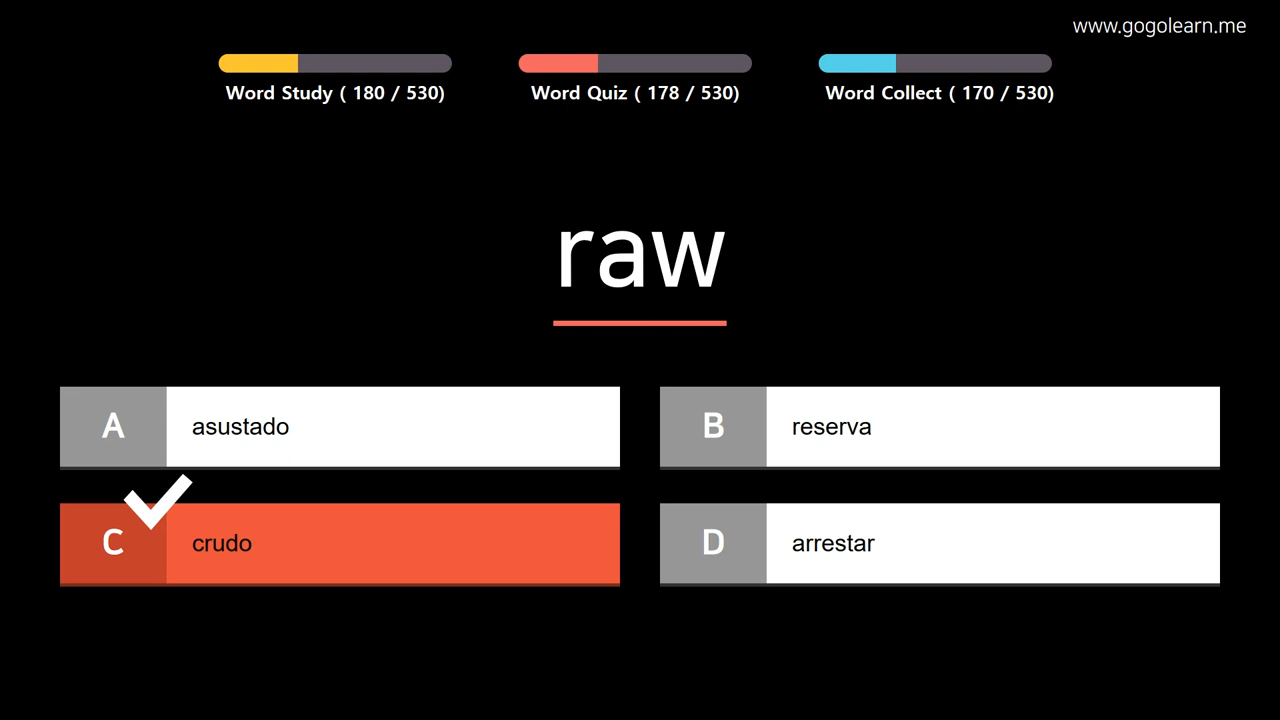 www.gogolearn.me
Word Study ( 180 / 530)
Word Quiz ( 178 / 530)
Word Collect ( 170 / 530)
raw
A asustado
B reserva
C crudo
D arrestar